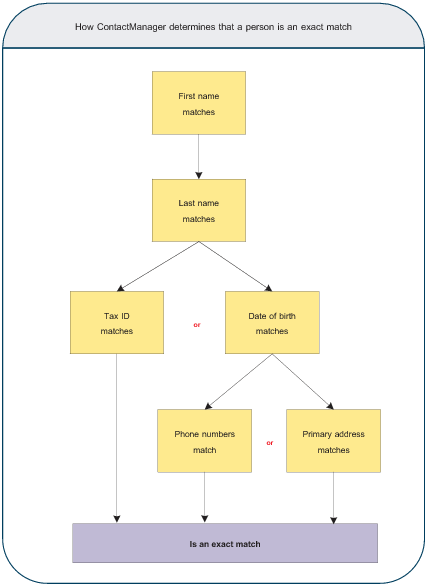 How ContactManager determines that a person is an exact match
First name
matches
Last name
matches
Tax ID
matches
or
Date of birth
matches
Phone numbers
match
or
Primary address
matches
Is an exact match